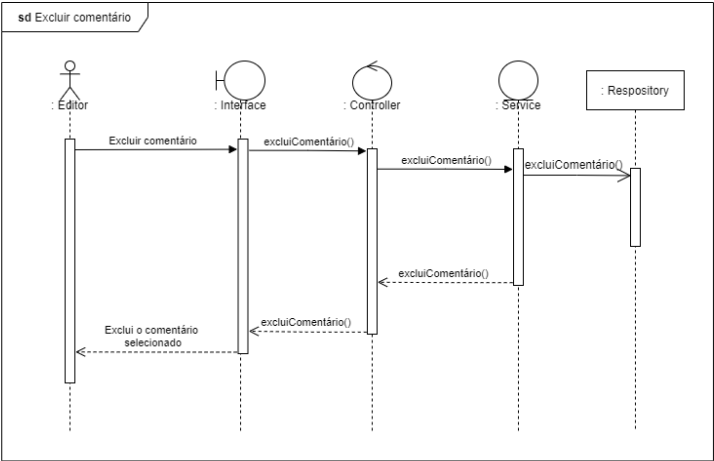 sd Excluir comentário
: Editor
: Interface
: Controller
: Service
: Respository
Excluir comentário
excluiComentário()
excluiComentário()
excluiComentário()
excluiComentário()
excluiComentário()
Exclui o comentário
selecionado